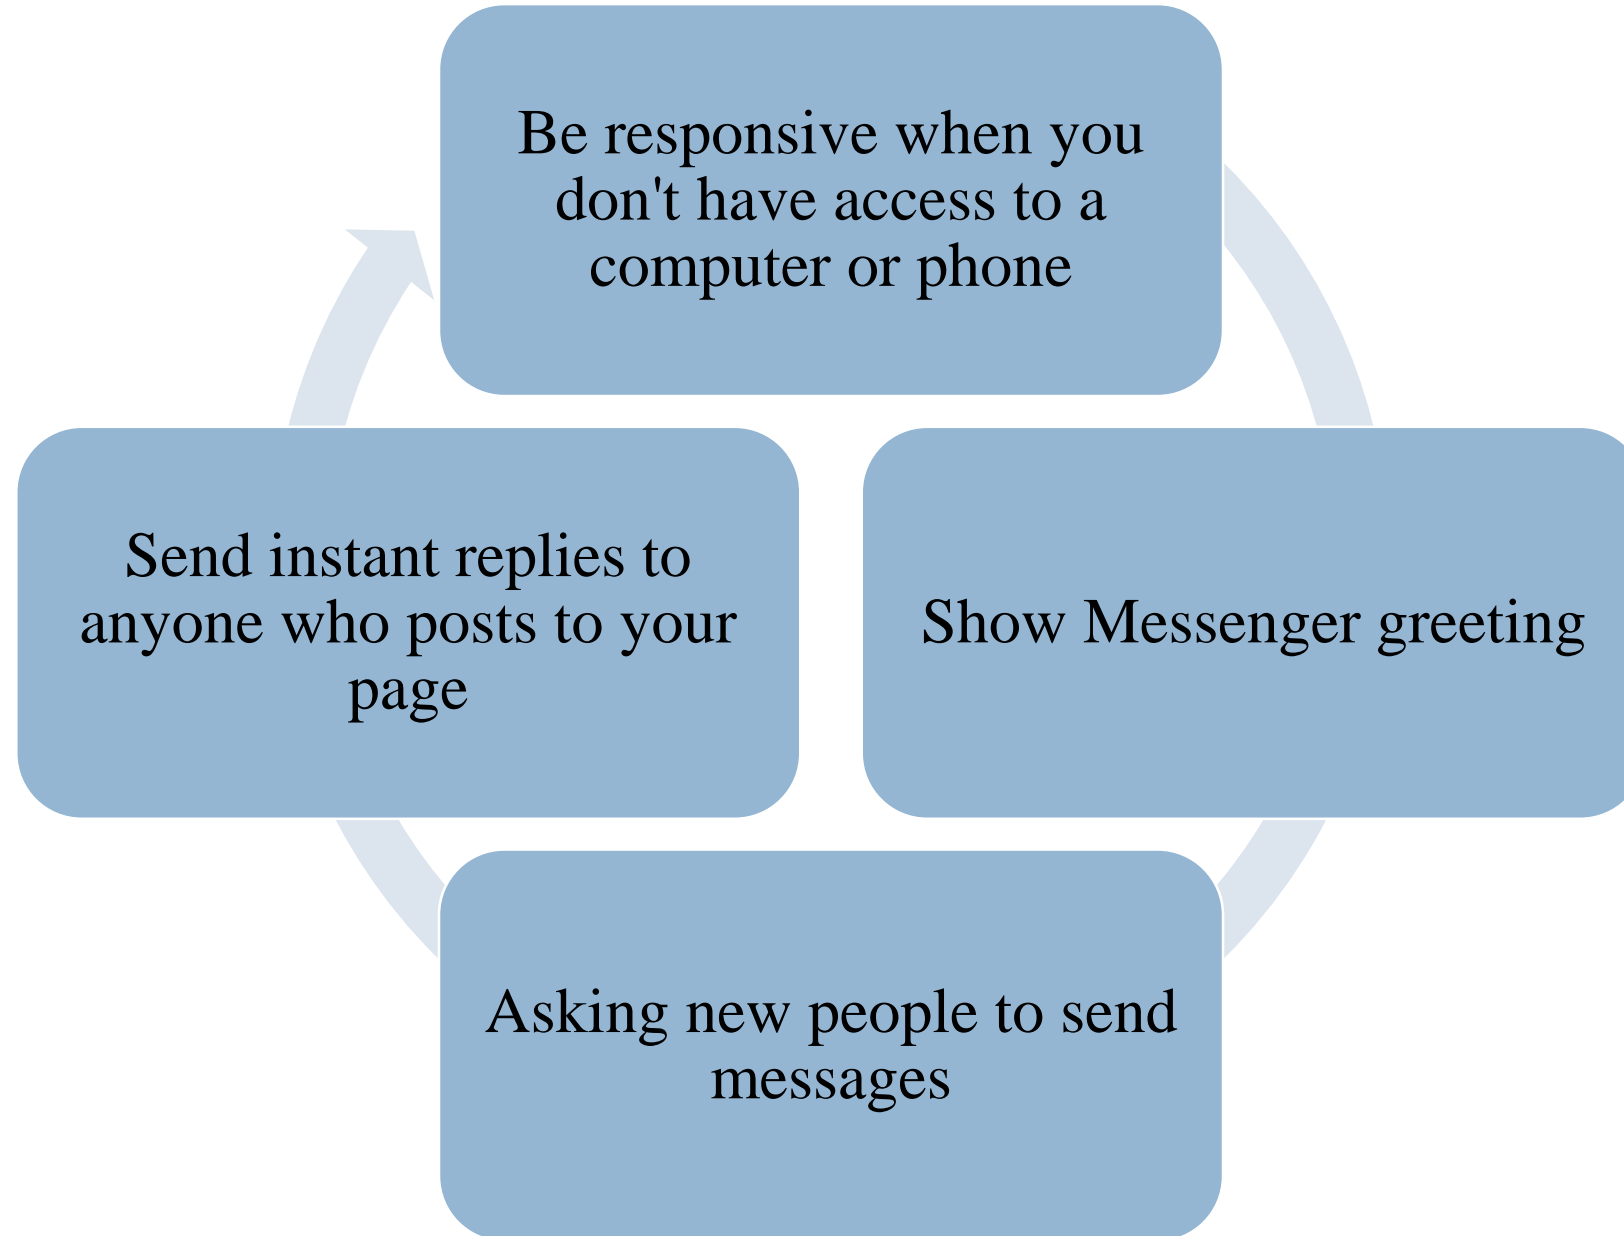 Be responsive when you
don't have access to a
computer or phone
Send instant replies to
anyone who posts to your
page
Show Messenger greeting
Asking new people to send
messages